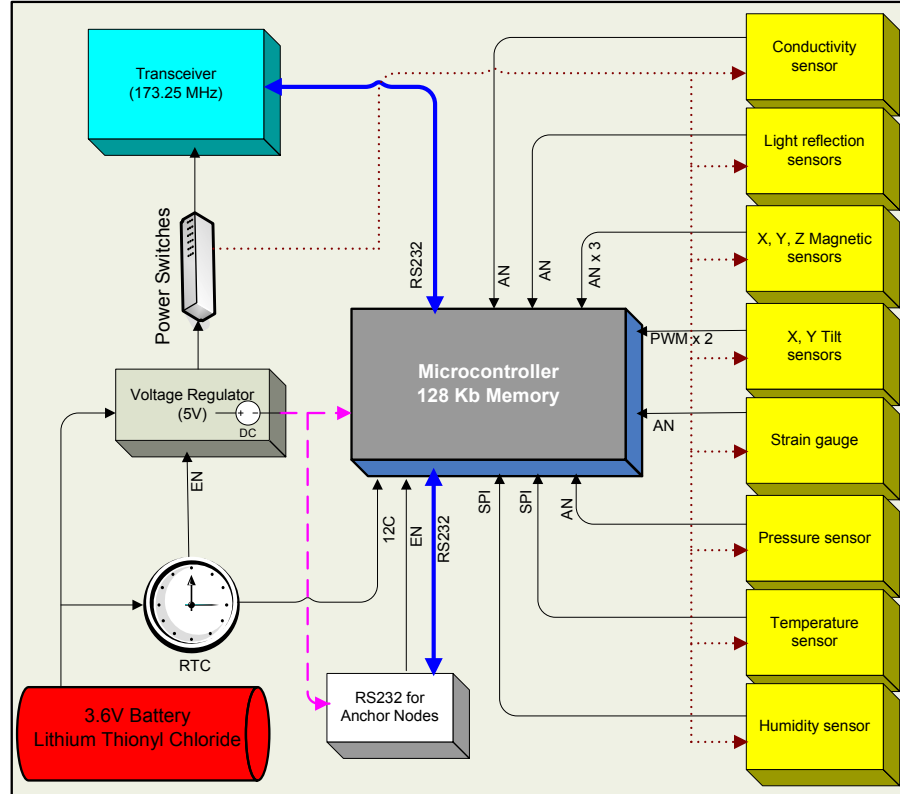 Transceiver
(173.25 MHz)
Conductivity
sensor
Light reflection
sensors
X, Y, Z Magnetic
sensors
X, Y Tilt
sensors
Strain gauge
Pressure sensor
Temperature
sensor
Humidity sensor
Power Switches
RS232
AN
AN
AN x 3
PWM x 2
AN
Microcontroller
128 Kb Memory
Voltage Regulator
(5V)
DC
EN
12C
EN
RS232
SPI
SPI
AN
RTC
RS232 for
Anchor Nodes
3.6V Battery
Lithium Thionyl Chloride